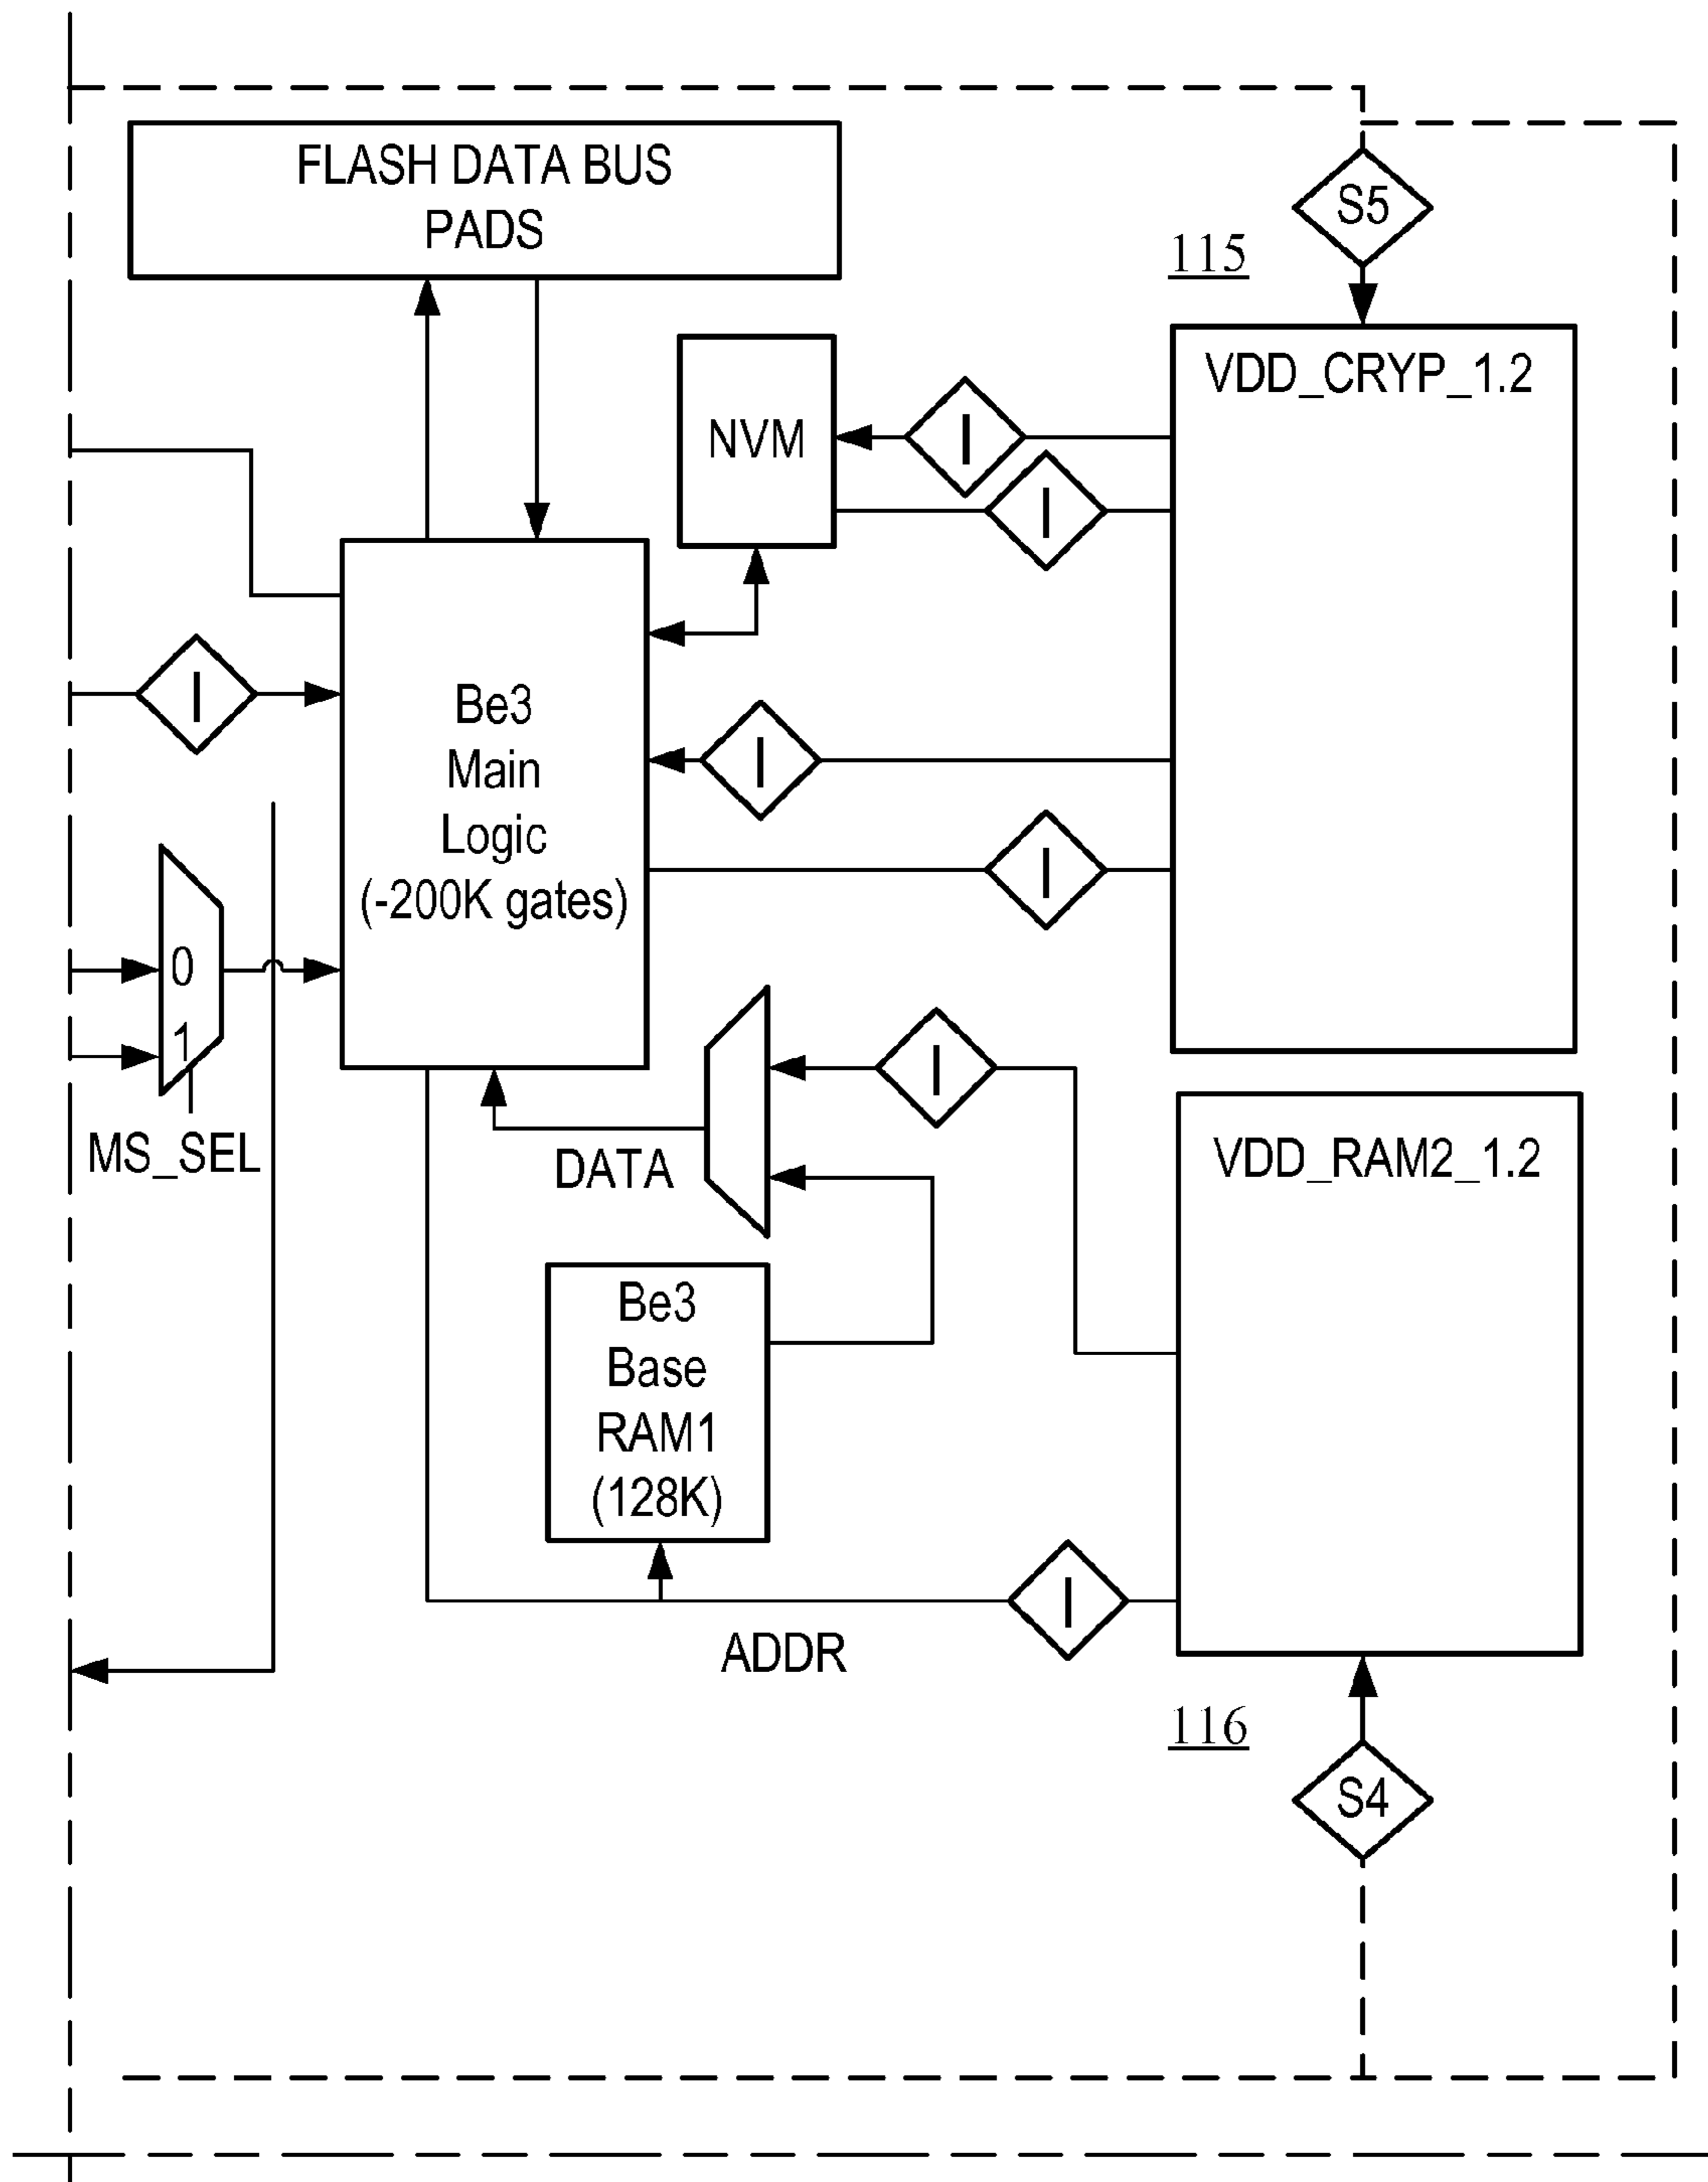 FLASH DATA BUS
PADS
S5
115
VDD_CRYP_1.2
NVM
I
I
I
Be3
Main
Logic
(-200K gates)
I
I
0
1
MS_SEL
I
DATA
VDD_RAM2_1.2
Be3
Base
RAM1
(128K)
I
ADDR
116
S4